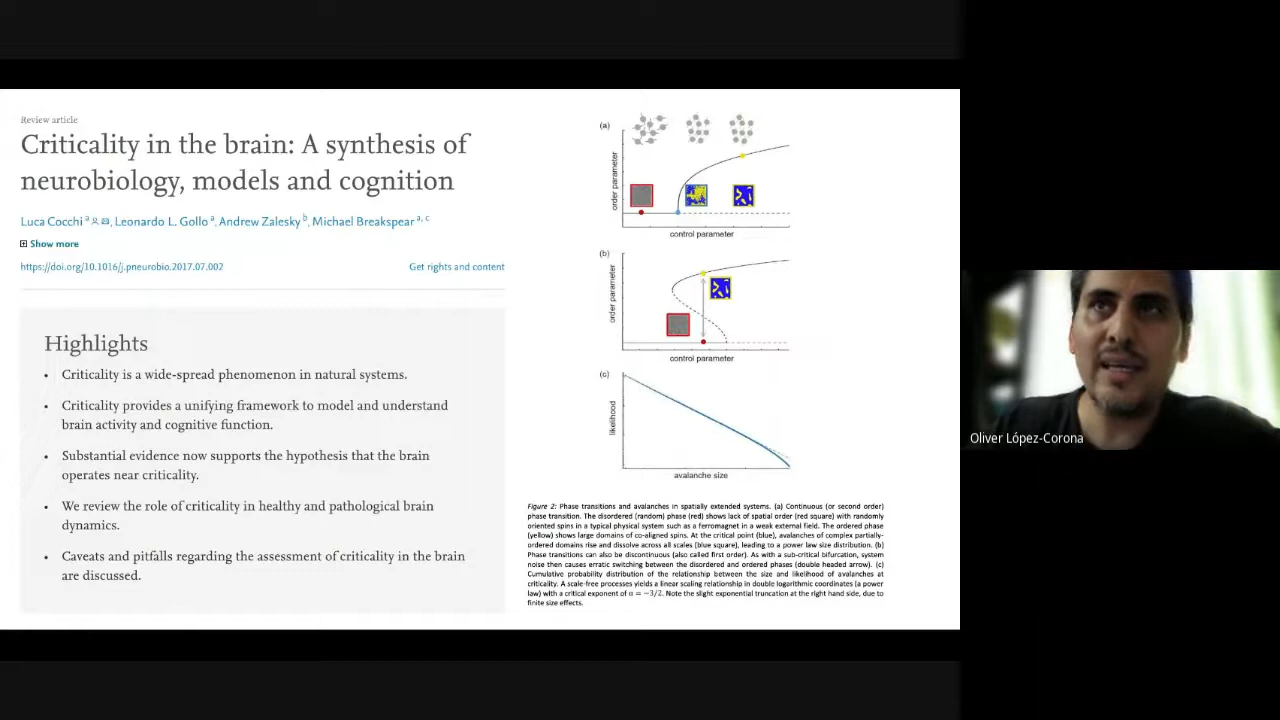 Review article
Criticality in the brain: A synthesis of
neurobiology, models and cognition
Luca Cocchi a, Leonardo L. Gollo a, Andrew Zalesky b, Michael Breakspear a, c
Show more
https://doi.org/10.1016/j.pneurobio.2017.07.002
Get rights and content
Highlights
• Criticality is a wide-spread phenomenon in natural systems.
• Criticality provides a unifying framework to model and understand
brain activity and cognitive function.
• Substantial evidence now supports the hypothesis that the brain
operates near criticality.
• We review the role of criticality in healthy and pathological brain
dynamics.
• Caveats and pitfalls regarding the assessment of criticality in the brain
are discussed.
(a)
order parameter
control parameter
(b)
order parameter
control parameter
(c)
likelihood
avalanche size
Figure 2: Phase transitions and avalanches in spatially extended systems. (a) Continuous (or second order)
phase transition. The disordered (random) phase (red) shows lack of spatial order (red square) with randomly
oriented spins in a typical physical system such as a ferromagnet in a weak external field. The ordered phase
(yellow) shows large domains of co-aligned spins. At the critical point (blue), avalanches of complex partially-
ordered domains rise and dissolve across all scales (blue square), leading to a power law size distribution. (b)
Phase transitions can also be discontinuous (also called first order). As with a sub-critical bifurcation, system
noise then causes erratic switching between the disordered and ordered phases (double headed arrow). (c)
Cumulative probability distribution of the relationship between the size and likelihood of avalanches at
criticality. A scale-free processes yields a linear scaling relationship in double logarithmic coordinates (a power
law) with a critical exponent of α = −3/2. Note the slight exponential truncation at the right hand side, due to
finite size effects.
Oliver López-Corona